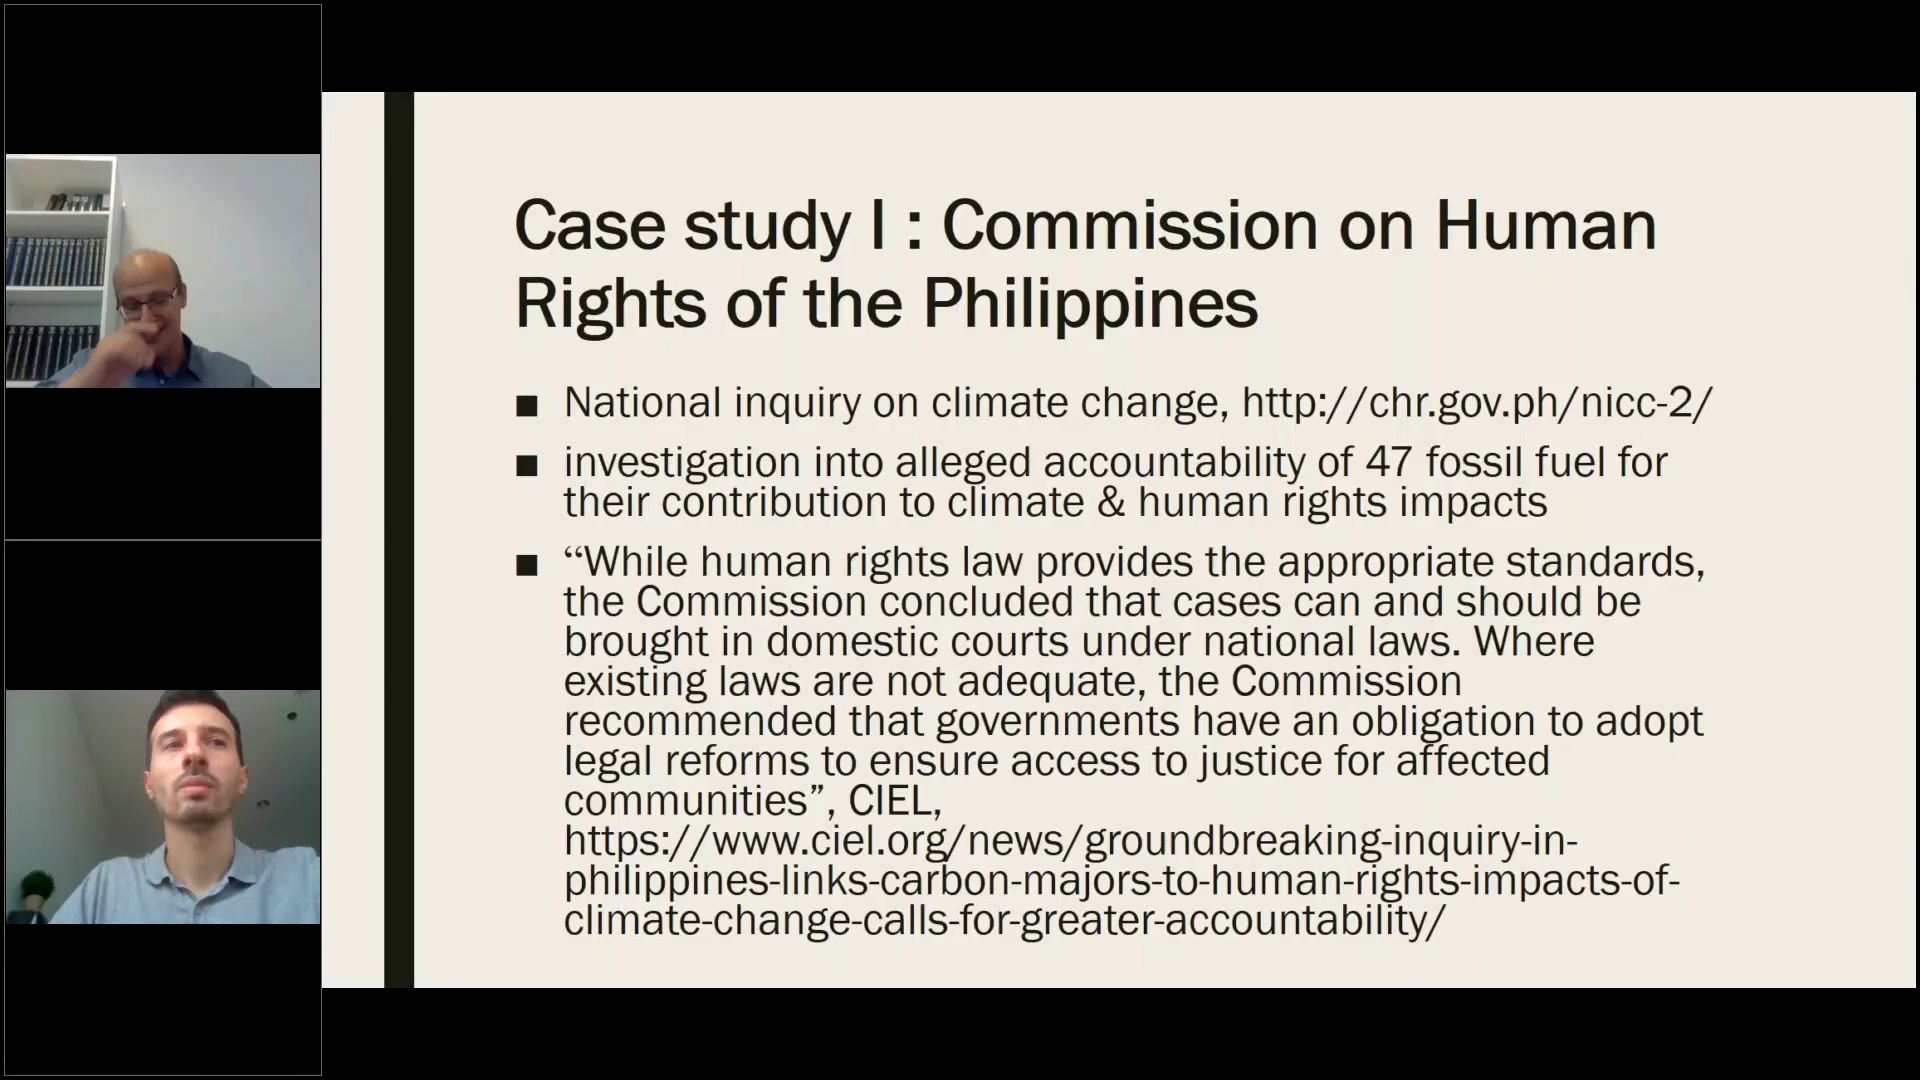 Case study I : Commission on Human
Rights of the Philippines
■ National inquiry on climate change, http://chr.gov.ph/nicc-2/
■ investigation into alleged accountability of 47 fossil fuel for
their contribution to climate & human rights impacts
■ “While human rights law provides the appropriate standards,
the Commission concluded that cases can and should be
brought in domestic courts under national laws. Where
existing laws are not adequate, the Commission
recommended that governments have an obligation to adopt
legal reforms to ensure access to justice for affected
communities”, CIEL,
https://www.ciel.org/news/groundbreaking-inquiry-in-
philippines-links-carbon-majors-to-human-rights-impacts-of-
climate-change-calls-for-greater-accountability/